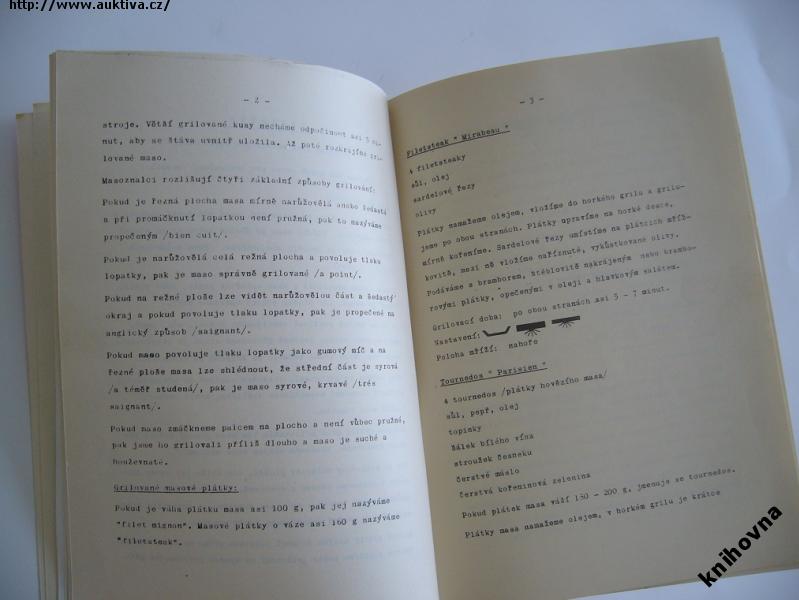 http://www.auktiva.cz/
- 2 -
stroje. Větší grilované kusy necháme odpočinout asi 5 mi-
nut, aby se šťáva uvnitř uložila. Až poté rozkrájíme gri-
lované maso.
Masoznalci rozlišují čtyři základní způsoby grilování:
Pokud je řezná plocha masa mírně narůžovělá anebo šedastá
a při promáčknutí lopatkou není pružná, pak to nazýváme
propečeným /bien cuit/.
Pokud je narůžovělá celá režná plocha a povoluje tlaku
lopatky, pak je maso správně grilované /a point/.
Pokud na režné ploše lze vidět narůžovělou část a šedastý
okraj a pokud povoluje tlaku lopatky, pak je propečené na
anglický způsob /saignant/.
Pokud maso povoluje tlaku lopatky jako gumový míč a na
řezné ploše masa lze shlédnout, že střední část je syrová
/a téměř studená/, pak je maso syrové, krvavé /trés
saignant/.
Pokud maso zmáčkneme palcem na plocho a není vůbec pružné,
pak jsme ho grilovali příliš dlouho a maso je suché a
houževnaté.
Grilované masové plátky:
Pokud je váha plátku masa asi 100 g, pak jej nazýváme
"filet mignon". Masové plátky o váze asi 160 g nazýváme
"filetsteak".
- 3 -
Filetsteak " Mirabeau "
4 filetsteaky
sůl, olej
sardelové řezy
olivy
Plátky namažeme olejem, vložíme do horkého grilu a grilu-
jeme po obou stranách. Plátky upravíme na horké desce,
mírně kořeníme. Sardelové řezy umístíme na plátcích mříž-
kovitě, mezi ně vložíme naříznuté, vykůstkované olivy.
Podáváme s bramborem, stéblovitě nakrájeným nebo brambo-
rovými plátky, opečenými v oleji a hlavkovým salátem.
Grilovací doba: po obou stranách asi 5 - 7 minut.
Nastavení:
Poloha mříží: nahoře
Tournedos " Parisien "
4 tournedos /plátky hovězího masa/
sůl, pepř, olej
topinky
šálek bílého vína
stroužek česneku
čerstvé máslo
čerstvá kořeninová zelenina
Pokud plátek masa váží 150 - 200 g, jmenuje se tournedos.
Plátky masa namažeme olejem, v horkém grilu je krátce
knihovna